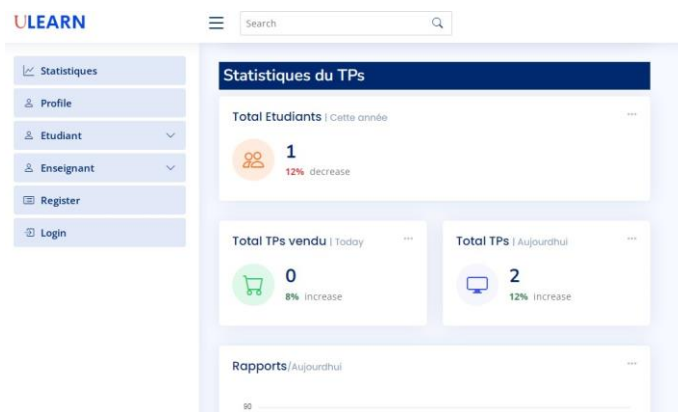 ULEARN
Search
Statistiques
Profile
Etudiant
Enseignant
Register
Login
Statistiques du TPs
Total Etudiants | Cette année
1
12% decrease
Total TPs vendu | Today
0
8% increase
Total TPs | Aujourdhui
2
12% increase
Rapports/Aujourdhui
90